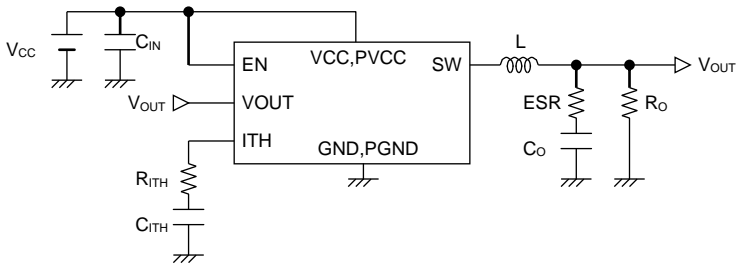 VCC
CIN
EN
VCC,PVCC
SW
L
VOUT
VOUT
VOUT
ITH
GND,PGND
ESR
RO
CO
RITH
CITH